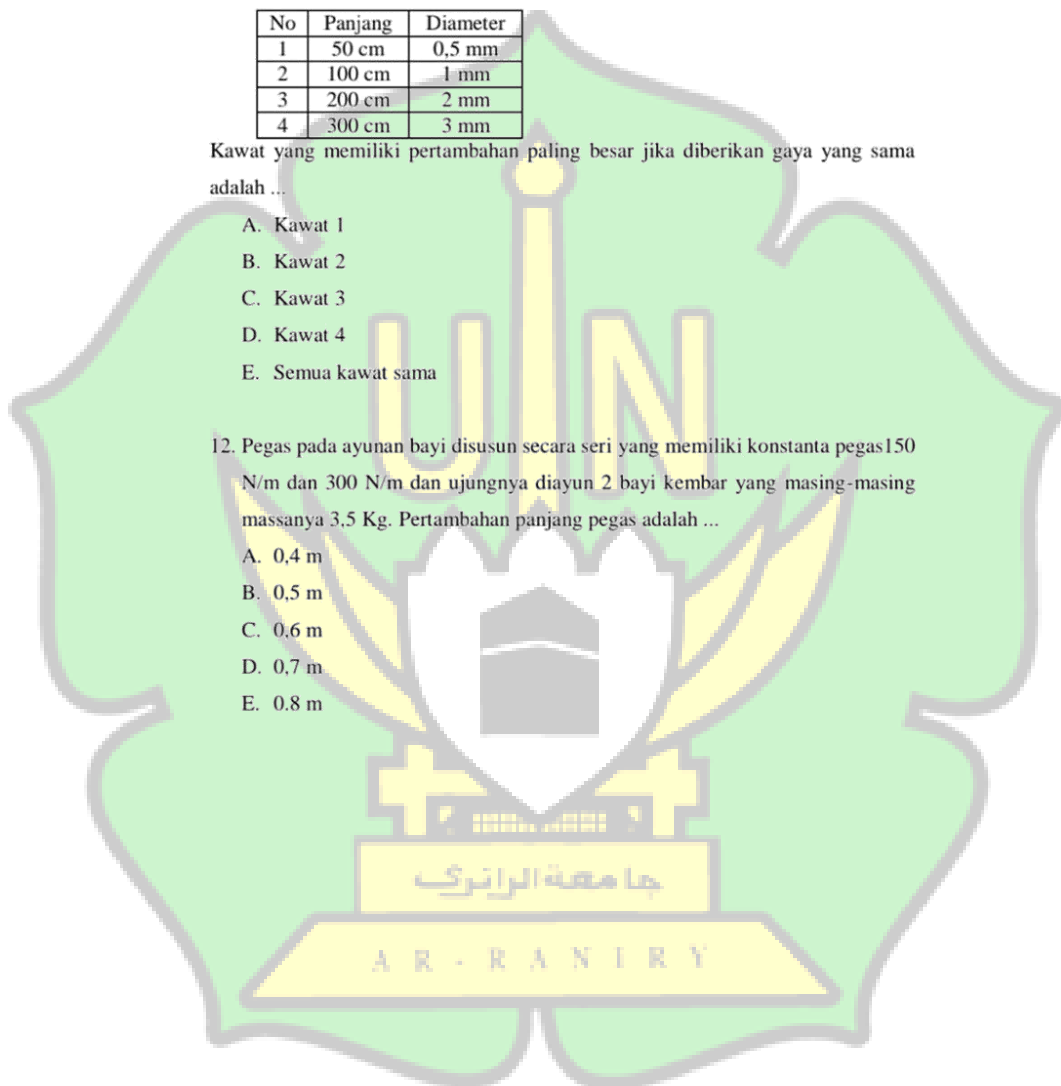 No Panjang Diameter
1 50 cm 0,5 mm
2 100 cm 1 mm
3 200 cm 2 mm
4 300 cm 3 mm
Kawat yang memiliki pertambahan paling besar jika diberikan gaya yang sama
adalah ...
A. Kawat 1
B. Kawat 2
C. Kawat 3
D. Kawat 4
E. Semua kawat sama
12. Pegas pada ayunan bayi disusun secara seri yang memiliki konstanta pegas150
N/m dan 300 N/m dan ujungnya diayun 2 bayi kembar yang masing-masing
massanya 3,5 Kg. Pertambahan panjang pegas adalah ...
A. 0,4 m
B. 0,5 m
C. 0,6 m
D. 0,7 m
E. 0.8 m
UIN
جامعة الرانري
AR-RANIRY